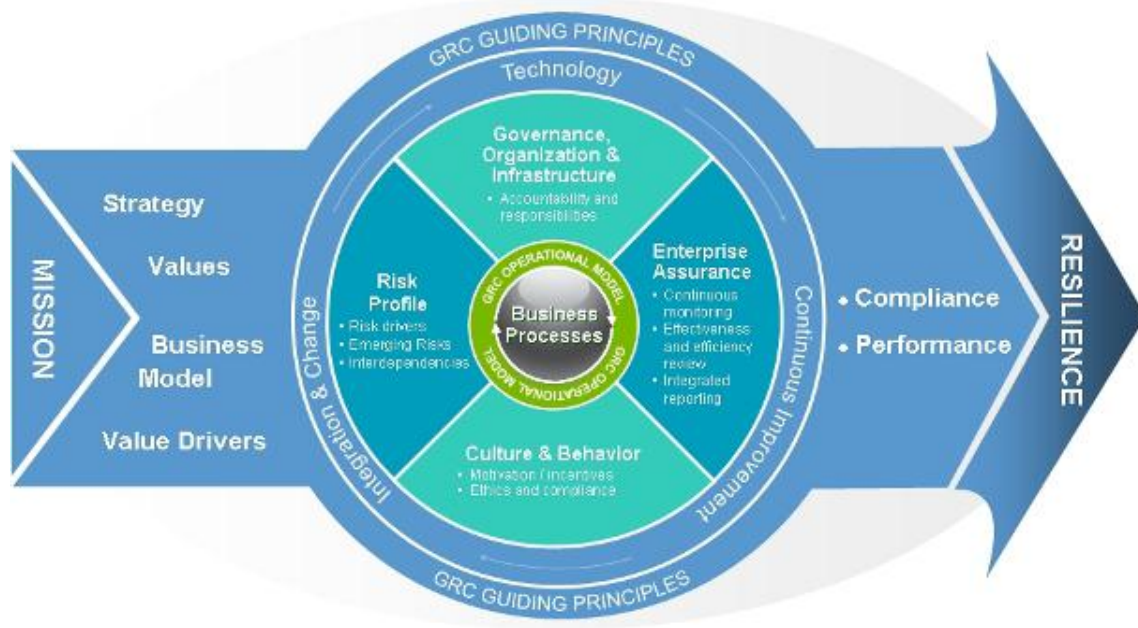 GRC GUIDING PRINCIPLES
Technology
MISSION
Strategy
Values
Business
Model
Value Drivers
Integration & Change
Governance,
Organization &
Infrastructure
• Accountability and
responsibilities
Risk
Profile
• Risk drivers
• Emerging Risks
• Interdependencies
GRC OPERATIONAL MODEL
Business
Processes
GRC OPERATIONAL MODEL
Enterprise
Assurance
• Continuous
monitoring
• Effectiveness
and efficiency
review
• Integrated
reporting
Culture & Behavior
• Motivation / incentives
• Ethics and compliance
Continuous Improvement
GRC GUIDING PRINCIPLES
• Compliance
• Performance
RESILIENCE